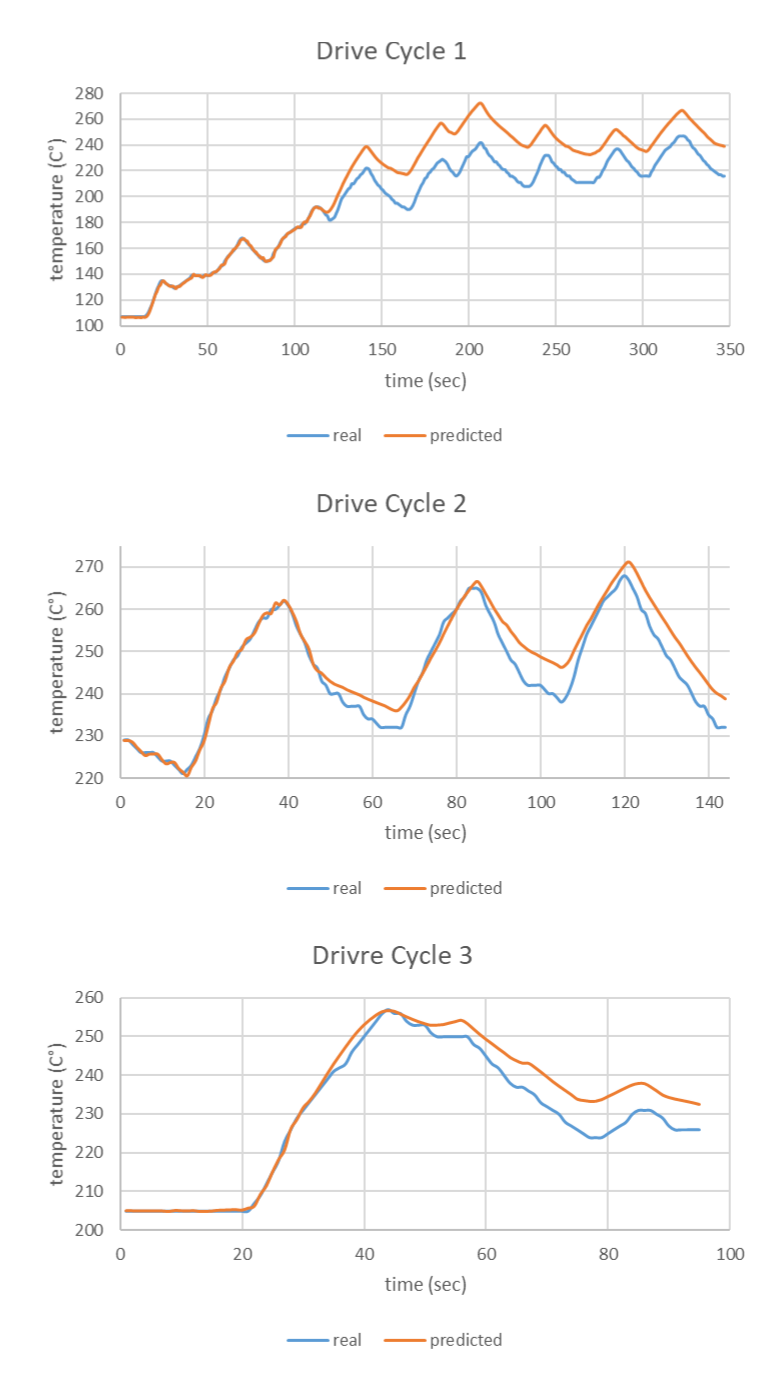 Drive Cycle 1
temperature (C°)
280
260
240
220
200
180
160
140
120
100
0 50 100 150 200 250 300 350
time (sec)
real predicted
Drive Cycle 2
temperature (C°)
270
260
250
240
230
220
0 20 40 60 80 100 120 140
time (sec)
real predicted
Drivre Cycle 3
temperature (C°)
260
250
240
230
220
210
200
0 20 40 60 80 100
time (sec)
real predicted